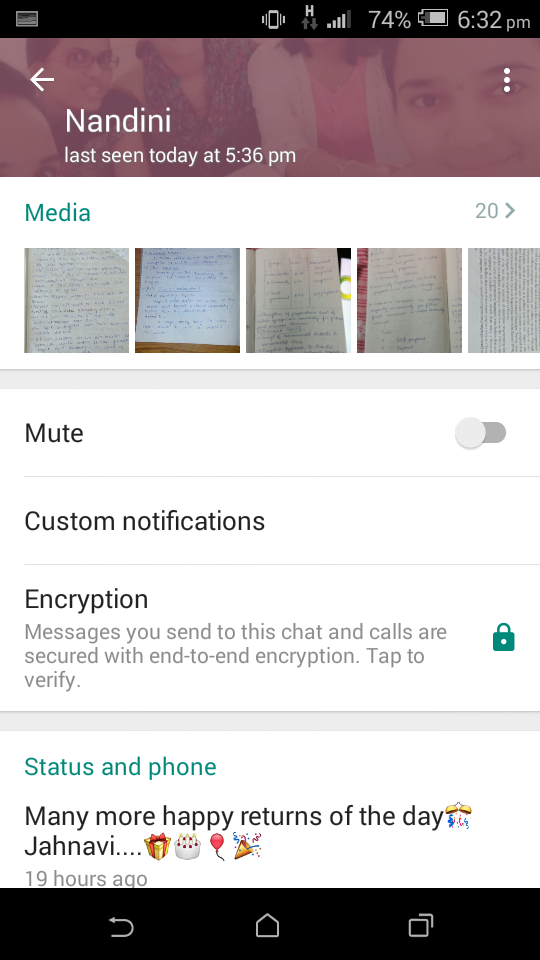 H
74%
6:32 pm
Nandini
last seen today at 5:36 pm
Media
20
Mute
Custom notifications
Encryption
Messages you send to this chat and calls are
secured with end-to-end encryption. Tap to
verify.
Status and phone
Many more happy returns of the day🎊
Jahnavi....🎁🎂🎈🎉
19 hours ago